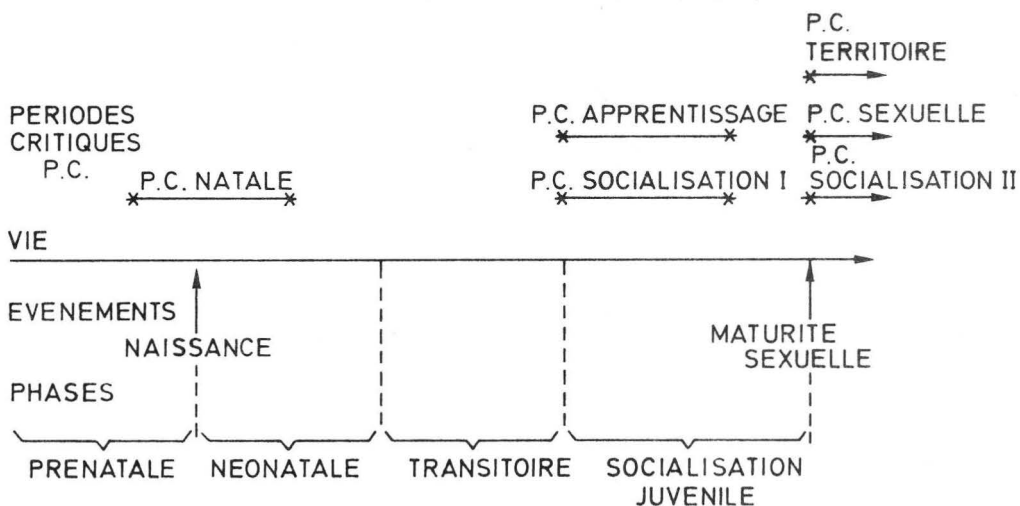 P.C.
TERRITOIRE
PERIODES
CRITIQUES
P.C.
P.C. APPRENTISSAGE
P.C. SEXUELLE
P.C. NATALE
P.C. SOCIALISATION I
P.C.
SOCIALISATION II
VIE
EVENEMENTS
NAISSANCE
MATURITE
SEXUELLE
PHASES
PRENATALE
NEONATALE
TRANSITOIRE
SOCIALISATION
JUVENILE